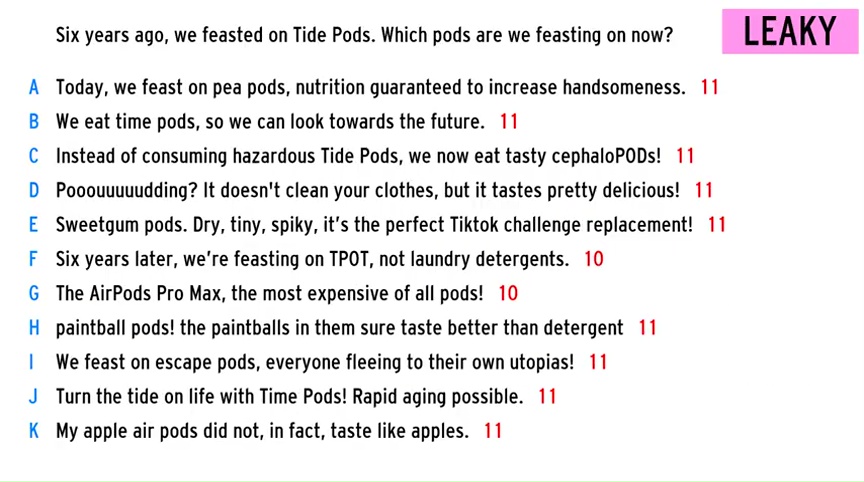 Six years ago, we feasted on Tide Pods. Which pods are we feasting on now?
LEAKY
A Today, we feast on pea pods, nutrition guaranteed to increase handsomeness. 11
B We eat time pods, so we can look towards the future. 11
C Instead of consuming hazardous Tide Pods, we now eat tasty cephaloPODs! 11
D Pooouuuuudding? It doesn't clean your clothes, but it tastes pretty delicious! 11
E Sweetgum pods. Dry, tiny, spiky, it’s the perfect Tiktok challenge replacement! 11
F Six years later, we’re feasting on TPOT, not laundry detergents. 10
G The AirPods Pro Max, the most expensive of all pods! 10
H paintball pods! the paintballs in them sure taste better than detergent 11
I We feast on escape pods, everyone fleeing to their own utopias! 11
J Turn the tide on life with Time Pods! Rapid aging possible. 11
K My apple air pods did not, in fact, taste like apples. 11